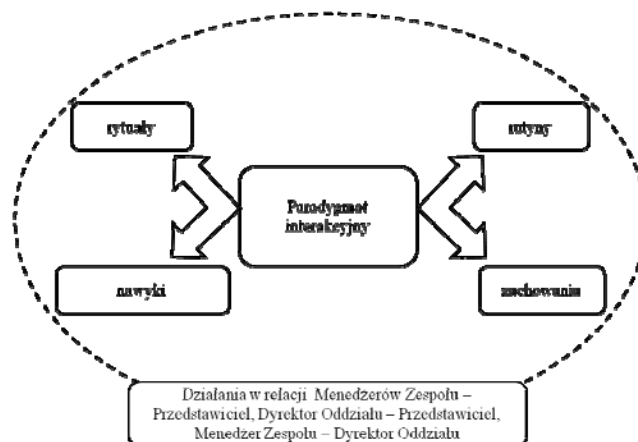 rytuały
rutyny
Paradygmat
interakcyjny
nawyki
zachowania
Działania w relacji Menedżerów Zespołu –
Przedstawiciel, Dyrektor Oddziału – Przedstawiciel,
Menedżer Zespołu – Dyrektor Oddziału